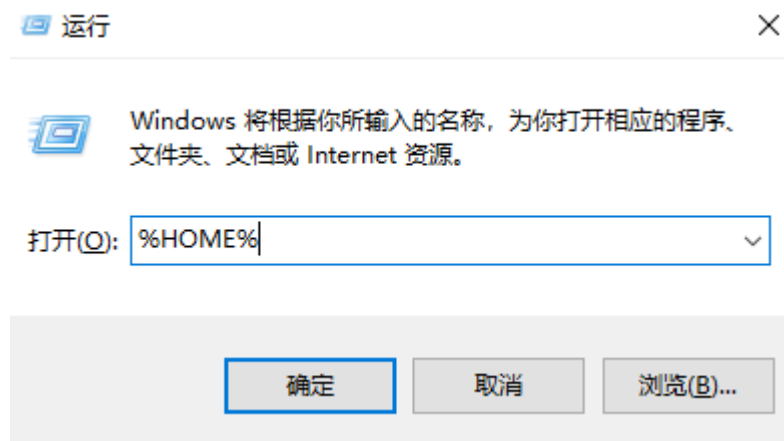 运行
Windows 将根据你所输入的名称，为你打开相应的程序、
文件夹、文档或 Internet 资源。
打开(O): %HOME%
确定 取消 浏览(B)...